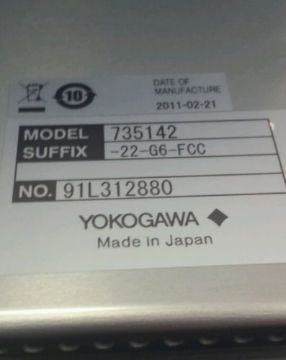 10
DATE OF
MANUFACTURE
2011-02-21
MODEL 735142
SUFFIX -22-G6-FCC
NO. 91L312880
YOKOGAWA
Made in Japan